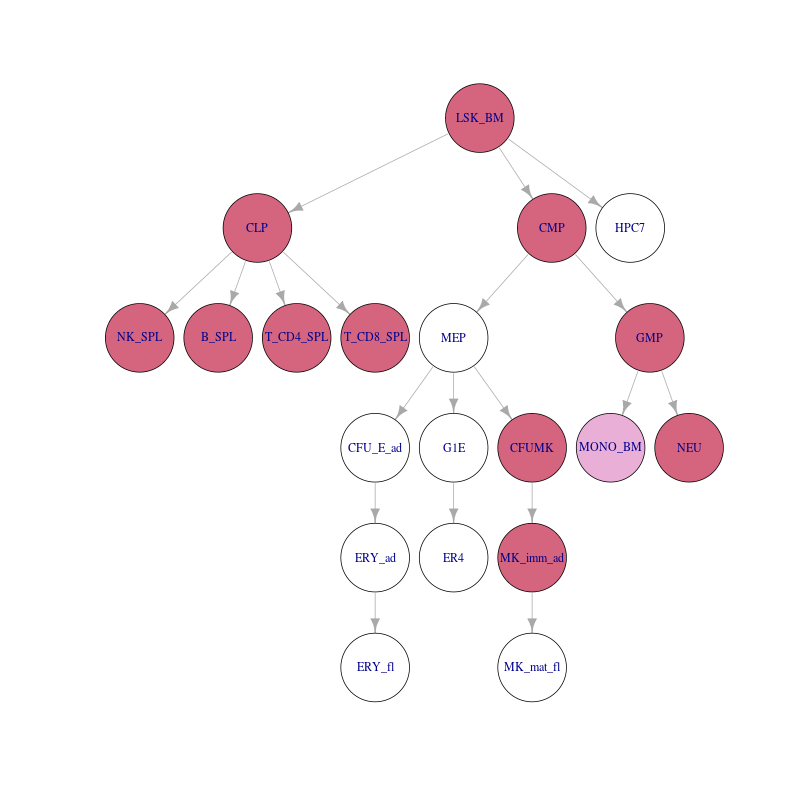 LSK_BM
CLP
CMP
HPC7
NK_SPL
B_SPL
T_CD4_SPL
T_CD8_SPL
MEP
GMP
CFU_E_ad
G1E
CFUMK
MONO_BM
NEU
ERY_ad
ER4
MK_imm_ad
ERY_fl
MK_mat_fl